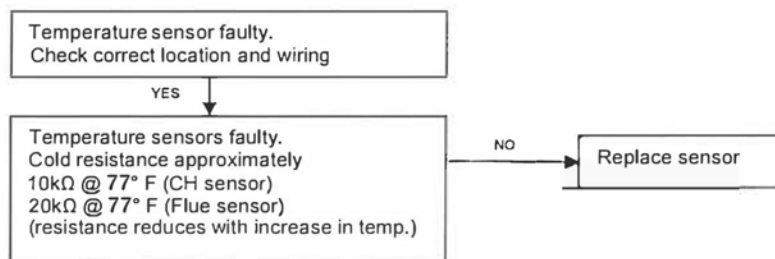 Temperature sensor faulty.
Check correct location and wiring
YES
Temperature sensors faulty.
Cold resistance approximately
10kΩ @ 77° F (CH sensor)
20kΩ @ 77° F (Flue sensor)
(resistance reduces with increase in temp.)
NO
Replace sensor